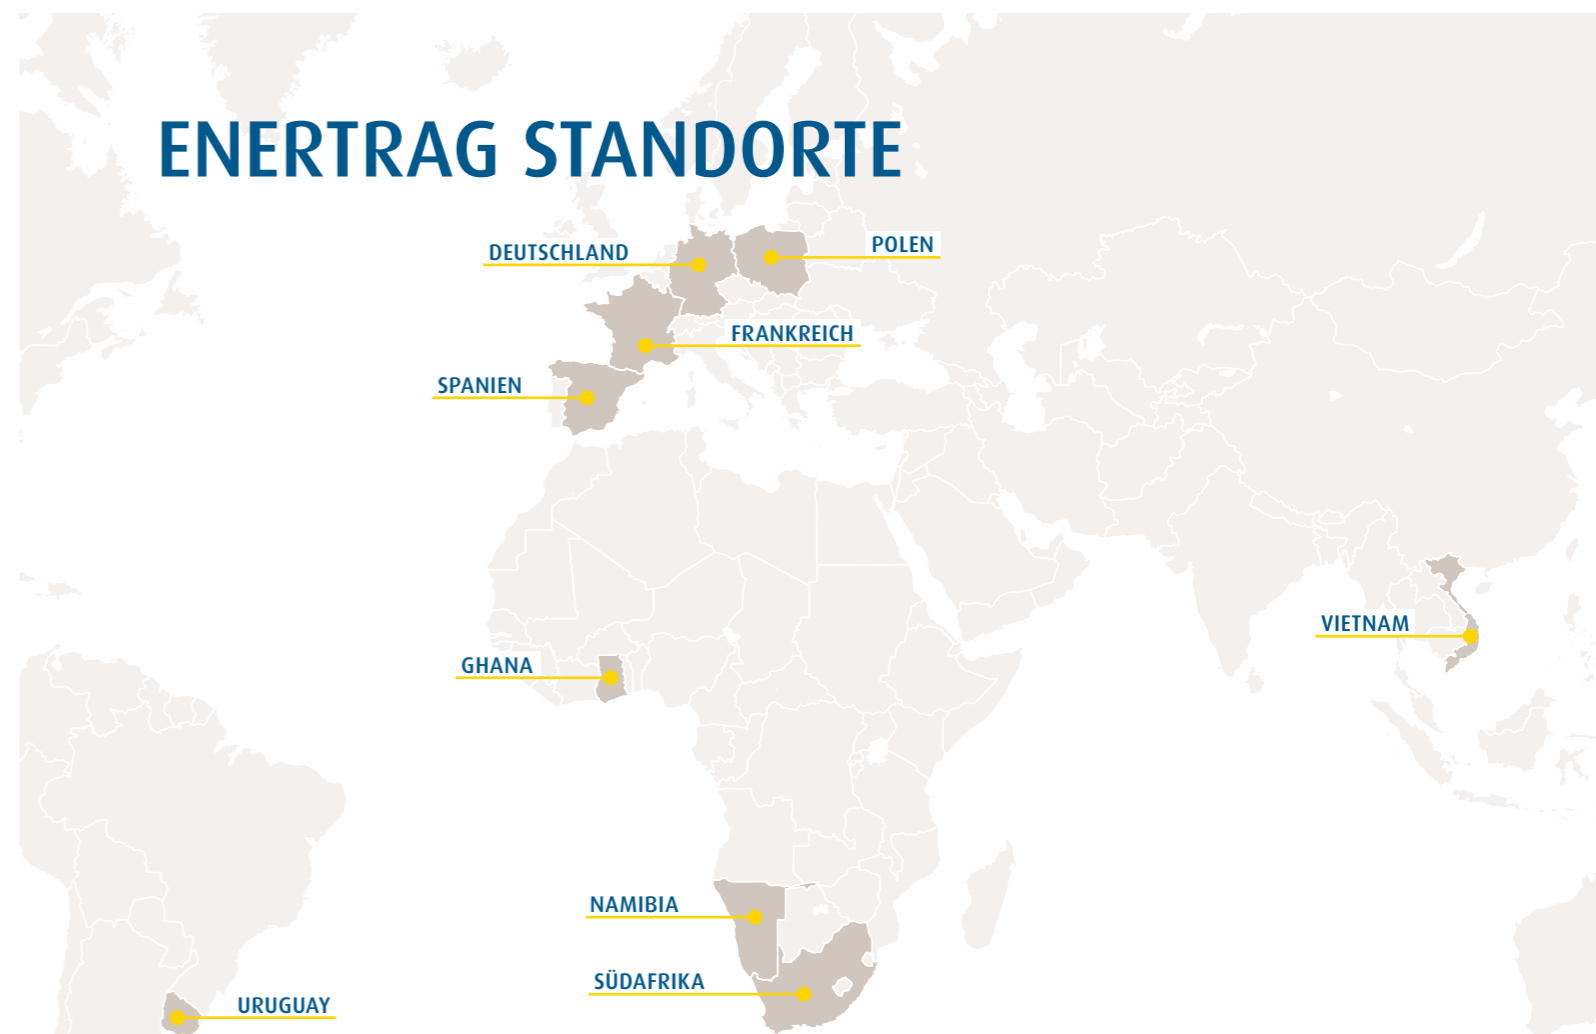 ENERTRAG STANDORTE
DEUTSCHLAND
POLEN
FRANKREICH
SPANIEN
VIETNAM
GHANA
NAMIBIA
SÜDAFRIKA
URUGUAY